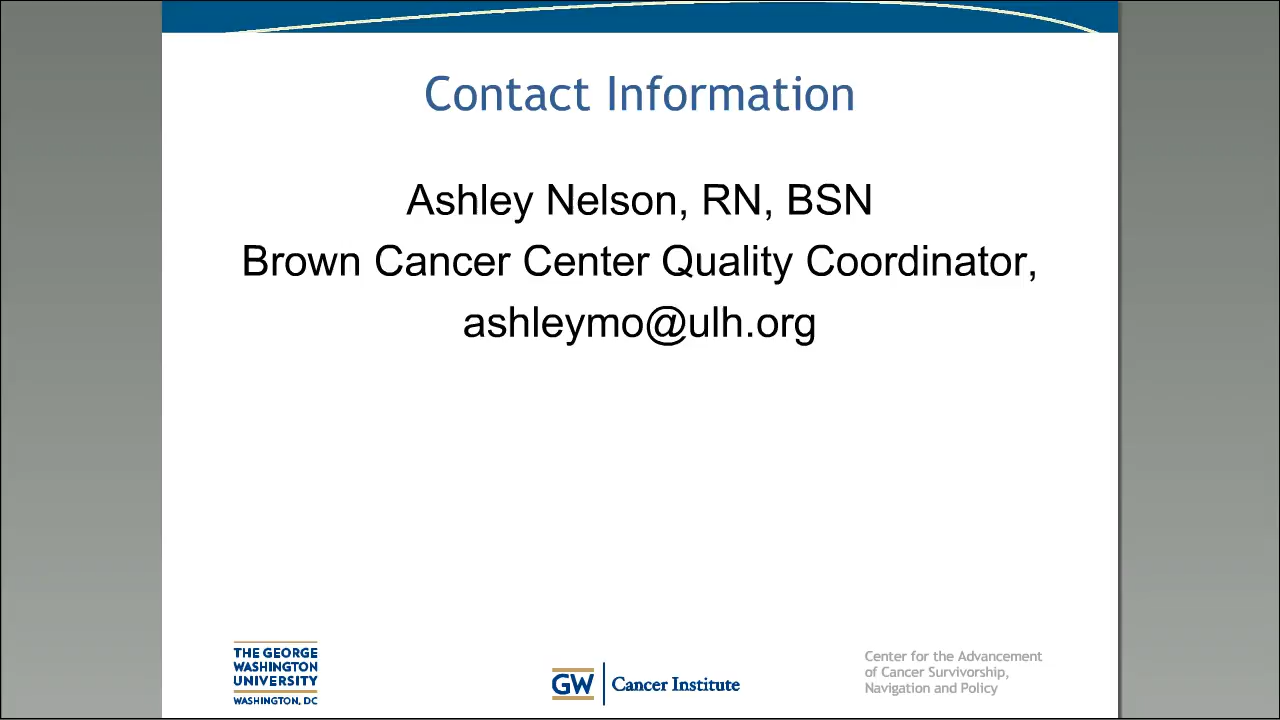 Contact Information
Ashley Nelson, RN, BSN
Brown Cancer Center Quality Coordinator,
ashleymo@ulh.org
THE GEORGE
WASHINGTON
UNIVERSITY
WASHINGTON, DC
GW Cancer Institute
Center for the Advancement
of Cancer Survivorship,
Navigation and Policy